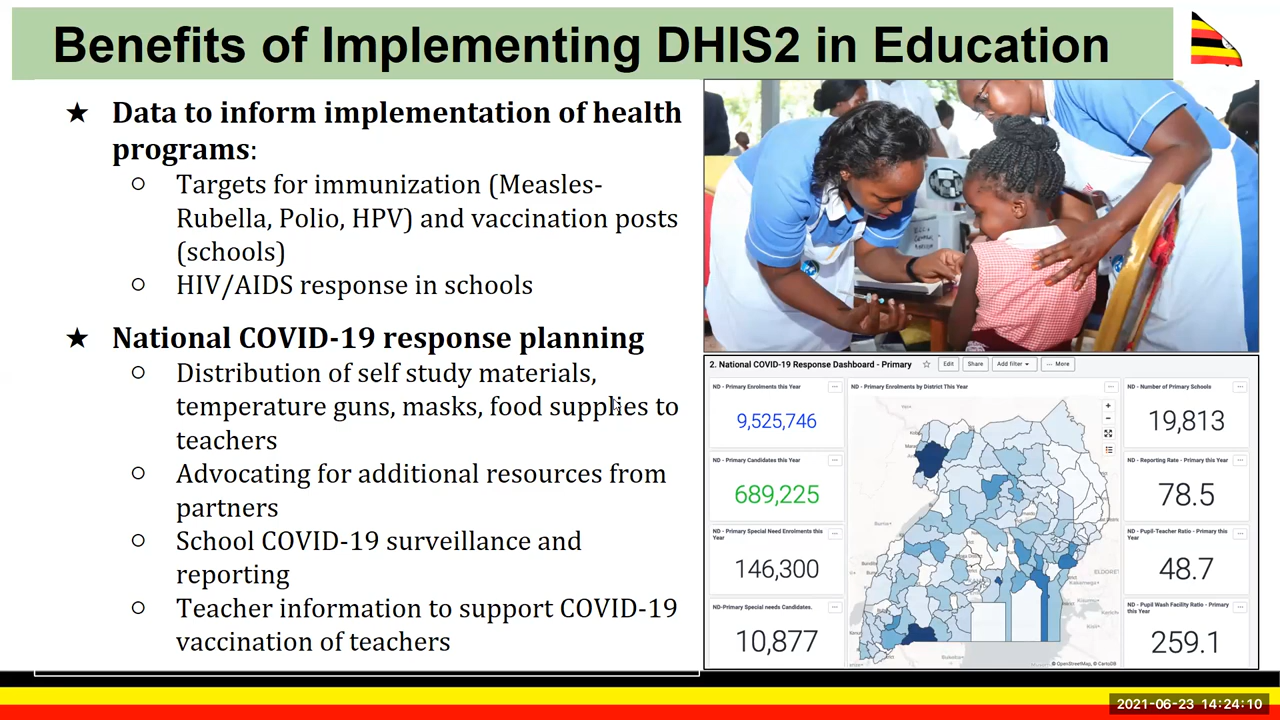 Benefits of Implementing DHIS2 in Education
★ Data to inform implementation of health
programs:
○ Targets for immunization (Measles-
Rubella, Polio, HPV) and vaccination posts
(schools)
○ HIV/AIDS response in schools
★ National COVID-19 response planning
○ Distribution of self study materials,
temperature guns, masks, food supplies to
teachers
○ Advocating for additional resources from
partners
○ School COVID-19 surveillance and
reporting
○ Teacher information to support COVID-19
vaccination of teachers
2. National COVID-19 Response Dashboard - Primary
Edit
Share
Add filter
More
ND - Primary Enrolments this Year
9,525,746
ND - Primary Candidates this Year
689,225
ND - Primary Special Need Enrolments this
Year
146,300
ND-Primary Special needs Candidates.
10,877
ND - Primary Enrolments by District This Year
© OpenStreetMap, © CartoDB
ND - Number of Primary Schools
19,813
ND - Reporting Rate - Primary this Year
78.5
ND - Pupil-Teacher Ratio - Primary this
Year
48.7
ND - Pupil Wash Facility Ratio - Primary
this Year
259.1
2021-06-23 14:24:10